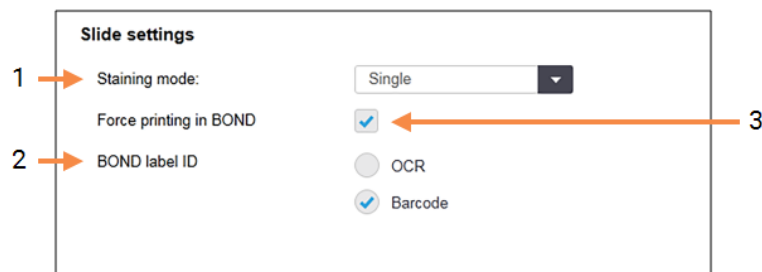 Slide settings
1 Staining mode: Single
Force printing in BOND 3
2 BOND label ID OCR
Barcode